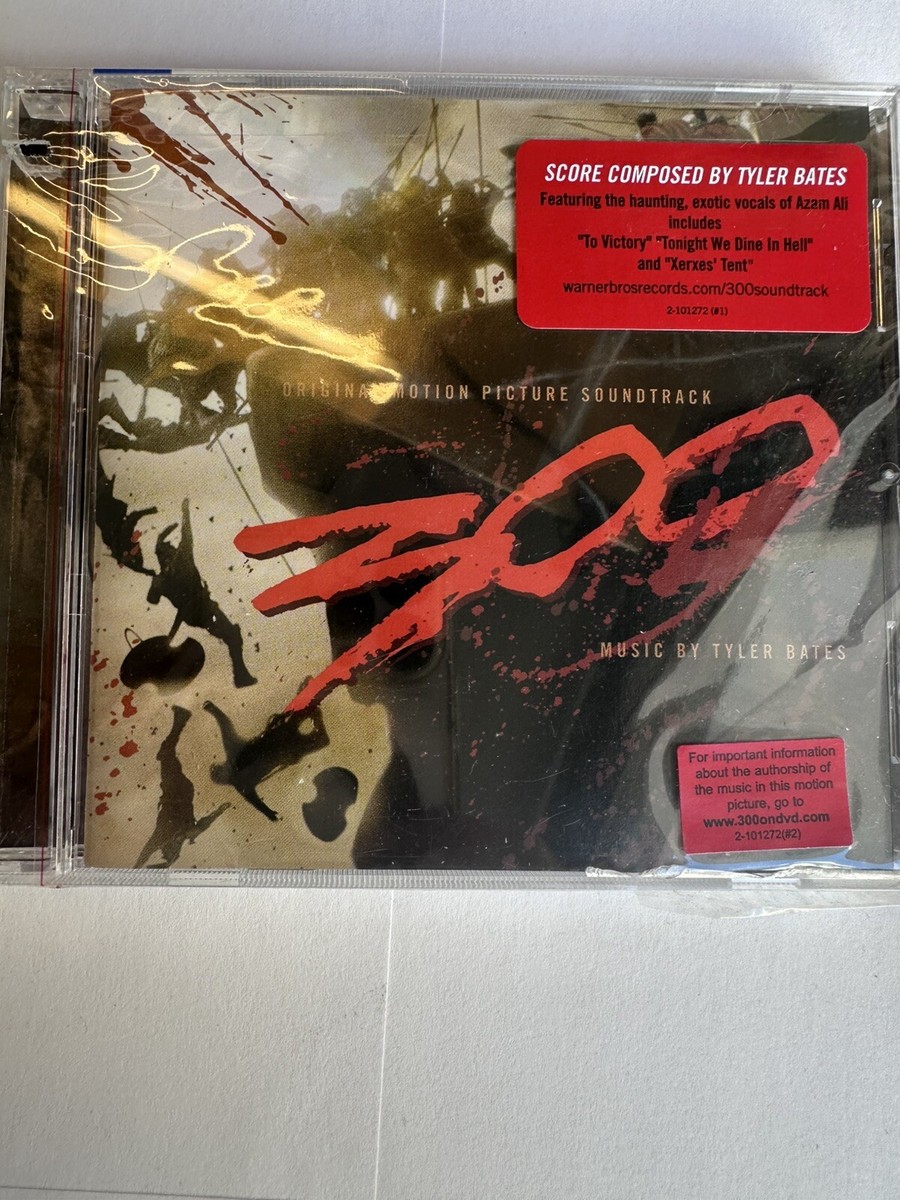 SCORE COMPOSED BY TYLER BATES
Featuring the haunting, exotic vocals of Azam Ali
includes
"To Victory" "Tonight We Dine In Hell"
and "Xerxes' Tent"
warnerbrosrecords.com/300soundtrack
2-101272 (#1)
ORIGINAL MOTION PICTURE SOUNDTRACK
300
MUSIC BY TYLER BATES
For important information
about the authorship of
the music in this motion
picture, go to
www.300ondvd.com
2-101272(#2)